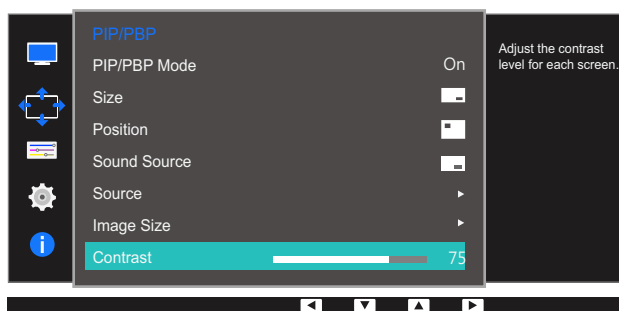 PIP/PBP
PIP/PBP Mode On
Size
Position
Sound Source
Source
Image Size
Contrast 75
Adjust the contrast
level for each screen.